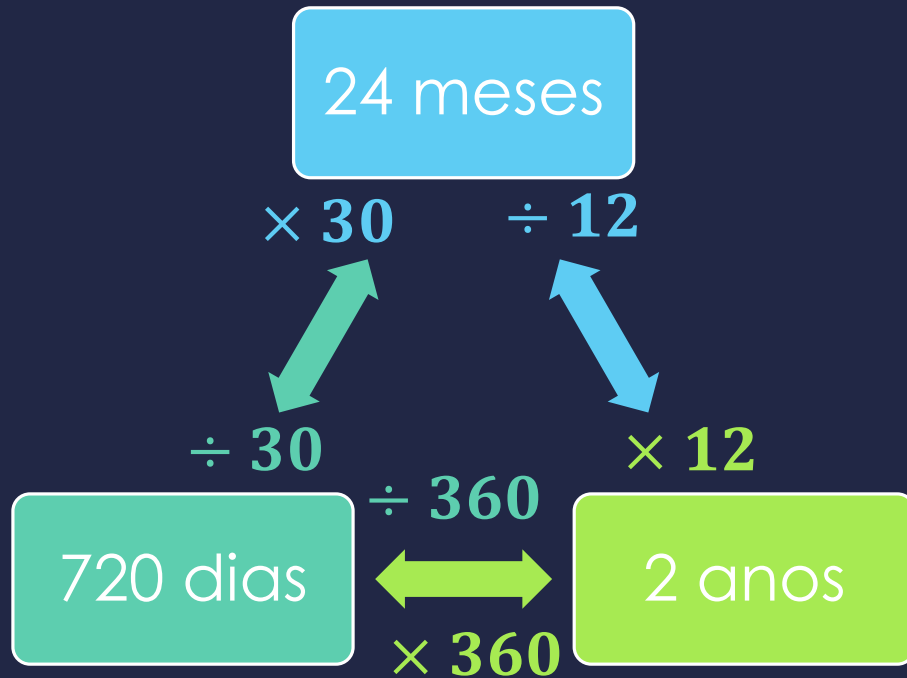 24 meses
× 30
÷ 12
÷ 30
× 12
÷ 360
720 dias
2 anos
× 360